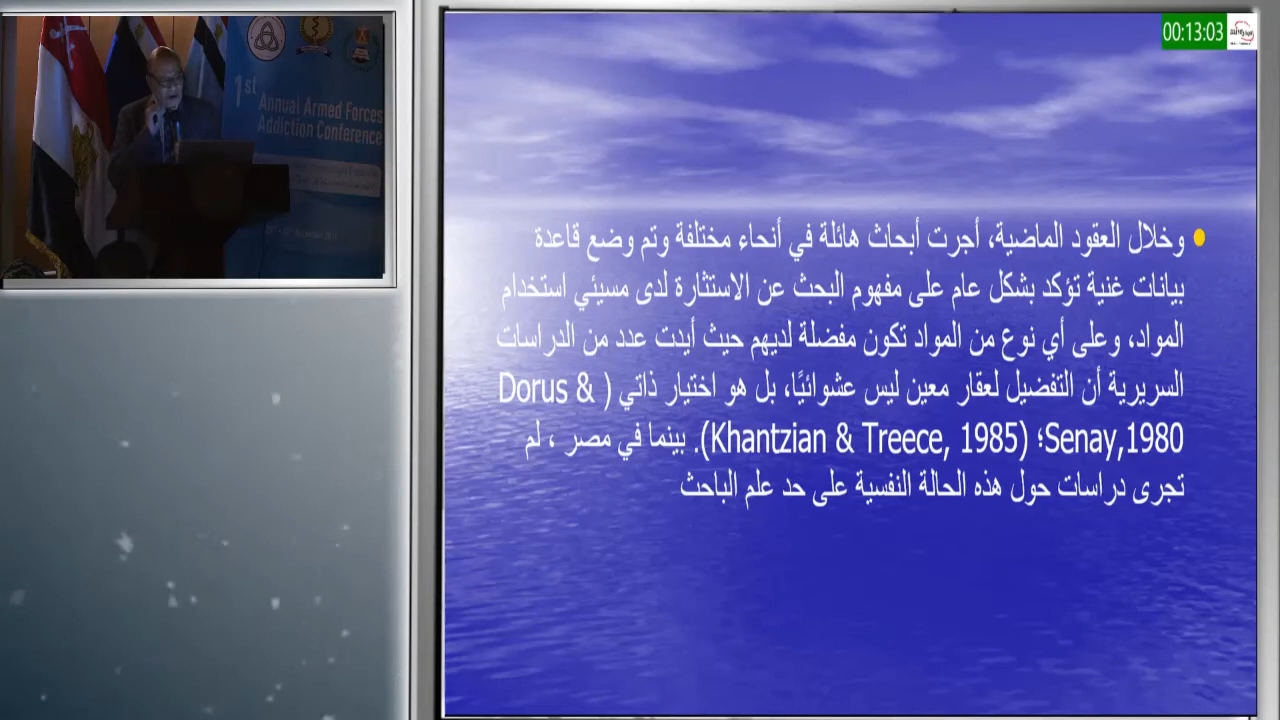 1st
Annual Armed Forces
Addiction Conference
00:13:03
وخلال العقود الماضية، أجرت أبحاث هائلة في أنحاء مختلفة وتم وضع قاعدة
بيانات غنية تؤكد بشكل عام على مفهوم البحث عن الاستثارة لدى مسيئي استخدام
المواد، وعلى أي نوع من المواد تكون مفضلة لديهم حيث أيدت عدد من الدراسات
السريرية أن التفضيل لعقار معين ليس عشوائيًا، بل هو اختيار ذاتي ( Dorus &
Senay,1980؛ (Khantzian & Treece, 1985). بينما في مصر ، لم
تجرى دراسات حول هذه الحالة النفسية على حد علم الباحث